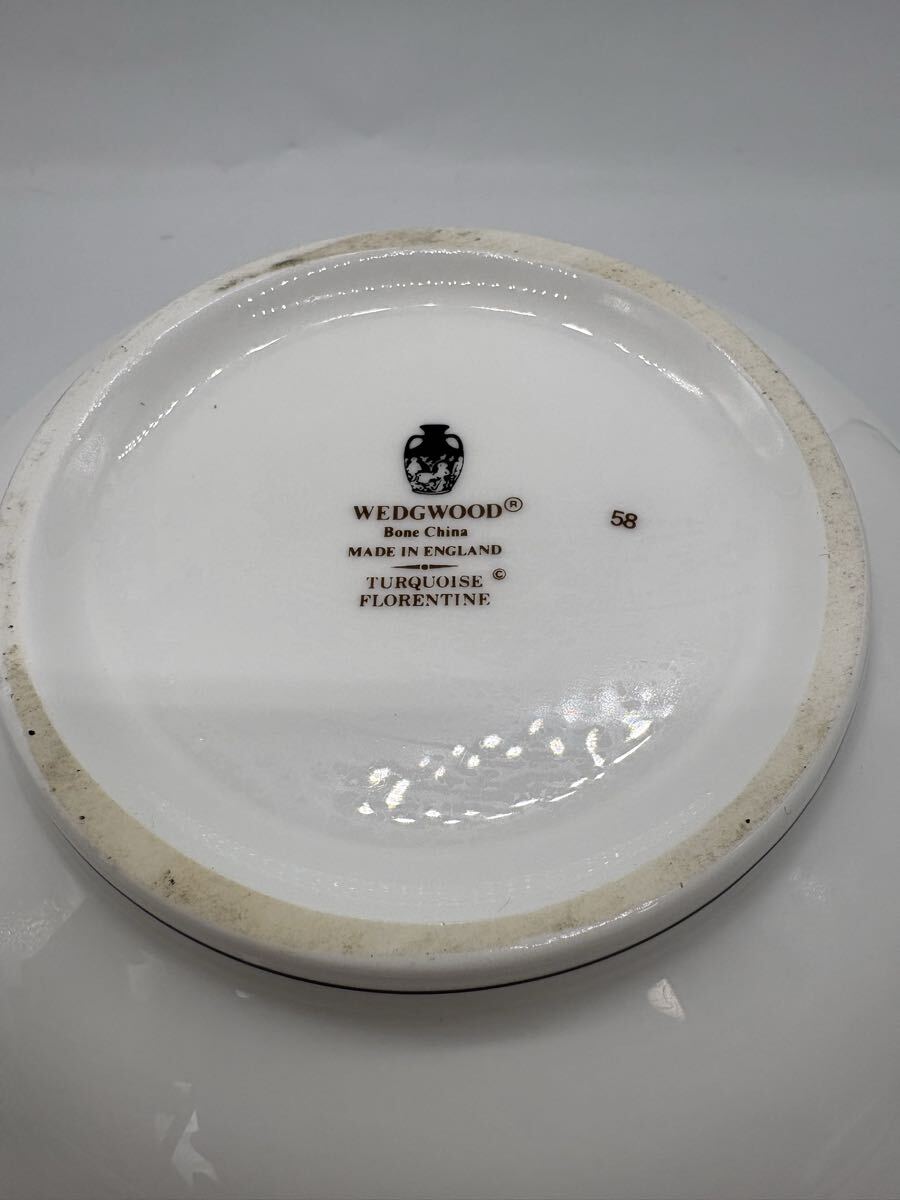 WEDGWOOD®
Bone China
MADE IN ENGLAND
TURQUOISE ©
FLORENTINE
58